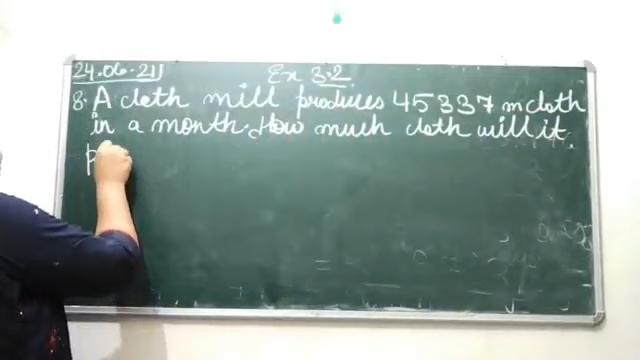 24.06.21
Ex 3.2
8. A cloth mill produces 45337 m cloth
in a month. How much cloth will it
p